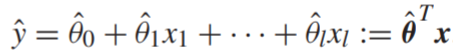 ŷ = θ̂₀ + θ̂₁x₁ + ⋯ + θ̂ₗxₗ := θ̂ᵀx